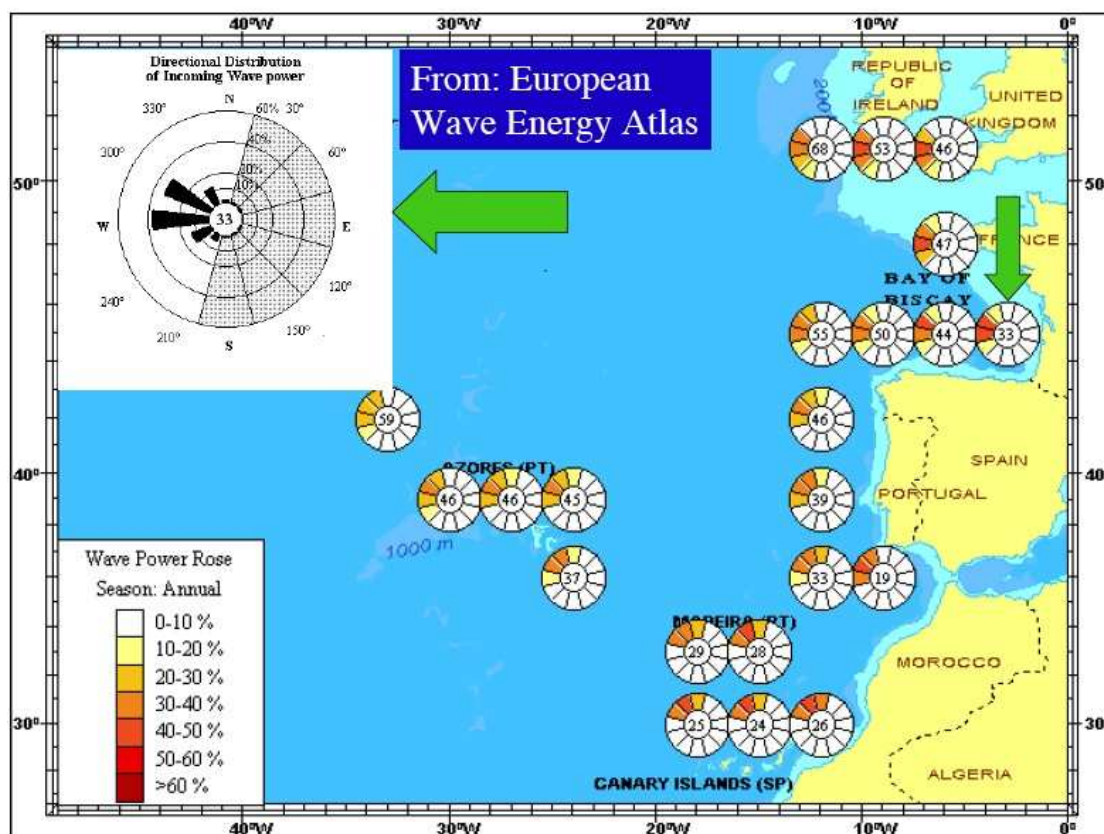 40°W 30°W 20°W 10°W 0°
Directional Distribution
of Incoming Wave power
N
330° 60% 30°
40%
300° 60°
20%
10%
W 33 E
240° 120°
210° 150°
S
From: European
Wave Energy Atlas
REPUBLIC
OF
IRELAND
UNITED
KINGDOM
68 53 46
50° 50°
47
FRANCE
BAY OF
BISCAY
55 50 44 33
59
46
40° 40°
AZORES (PT)
SPAIN
46 46 45
39
PORTUGAL
1000 m
37
33 19
MADEIRA (PT)
29 28
MOROCCO
30° 30°
25 24 26
CANARY ISLANDS (SP)
ALGERIA
Wave Power Rose
Season: Annual
0-10 %
10-20 %
20-30 %
30-40 %
40-50 %
50-60 %
>60 %
40°W 30°W 20°W 10°W 0°